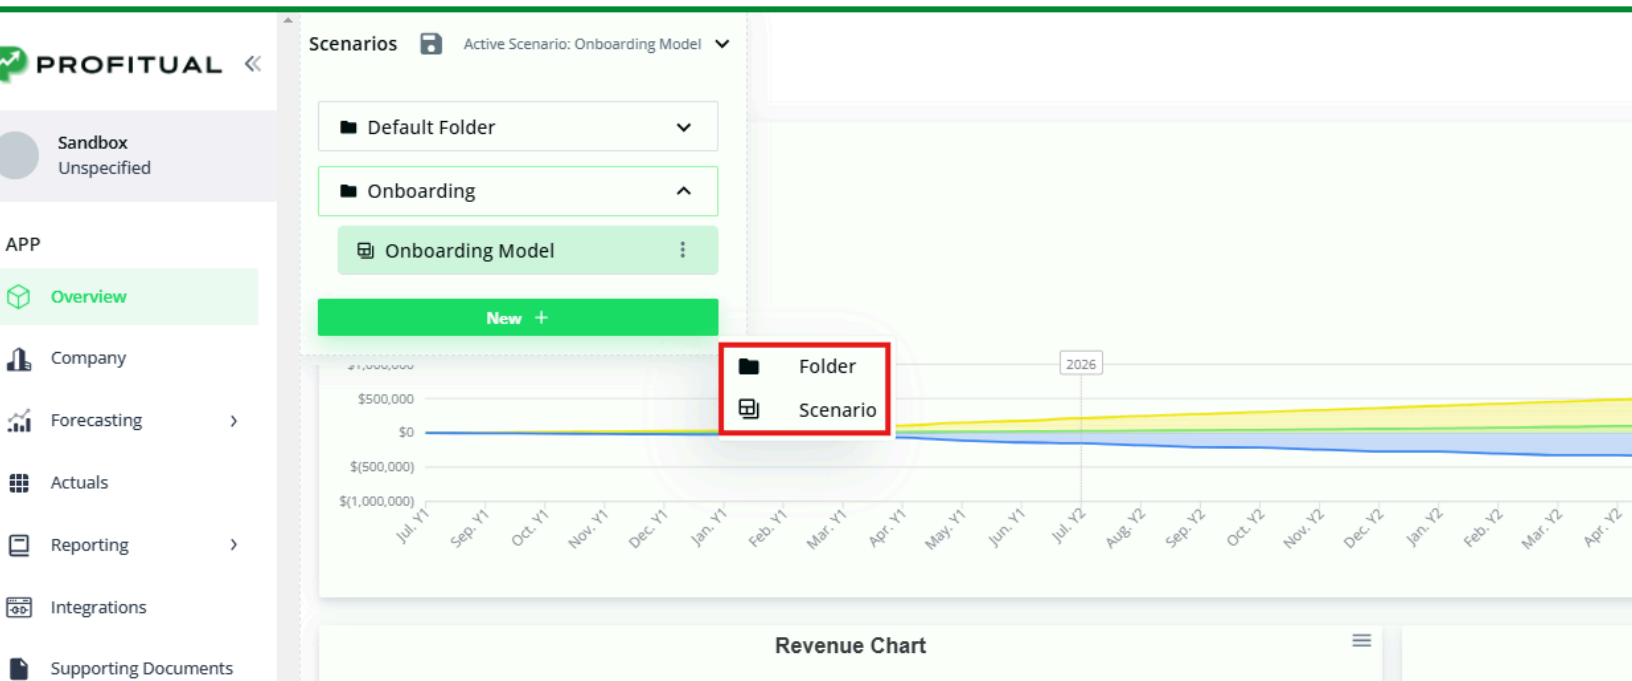 PROFITUAL
Sandbox
Unspecified
APP
Overview
Company
Forecasting
Actuals
Reporting
Integrations
Supporting Documents
Scenarios Active Scenario: Onboarding Model
Default Folder
Onboarding
Onboarding Model
New +
Folder
Scenario
2026
$1,000,000
$500,000
$0
$(500,000)
$(1,000,000)
Jul. Y1 Sep. Y1 Oct. Y1 Nov. Y1 Dec. Y1 Jan. Y1 Feb. Y1 Mar. Y1 Apr. Y1 May. Y1 Jun. Y1 Jul. Y2 Aug. Y2 Sep. Y2 Oct. Y2 Nov. Y2 Dec. Y2 Jan. Y2 Feb. Y2 Mar. Y2 Apr. Y2
Revenue Chart